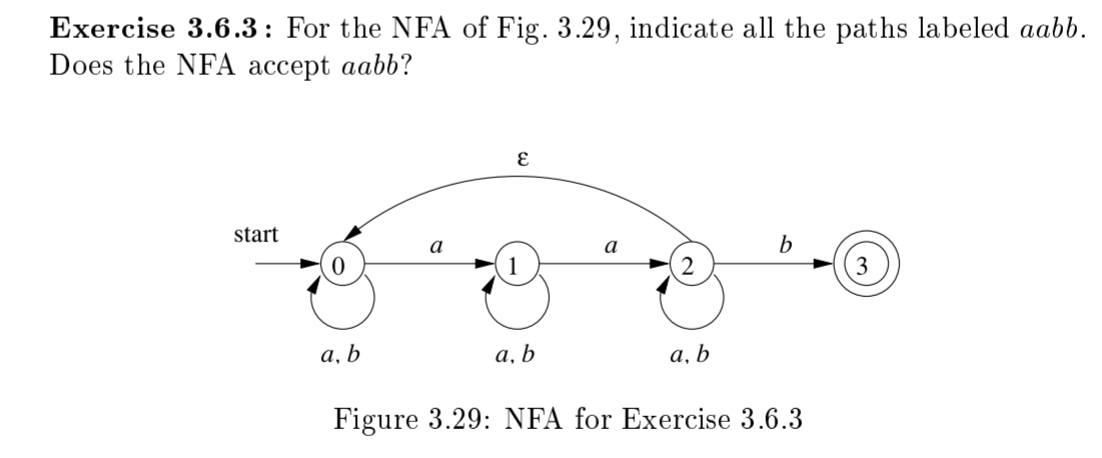 Exercise 3.6.3: For the NFA of Fig. 3.29, indicate all the paths labeled aabb.
Does the NFA accept aabb?
ε
start
a
a
b
0
1
2
3
a, b
a, b
a, b
Figure 3.29: NFA for Exercise 3.6.3